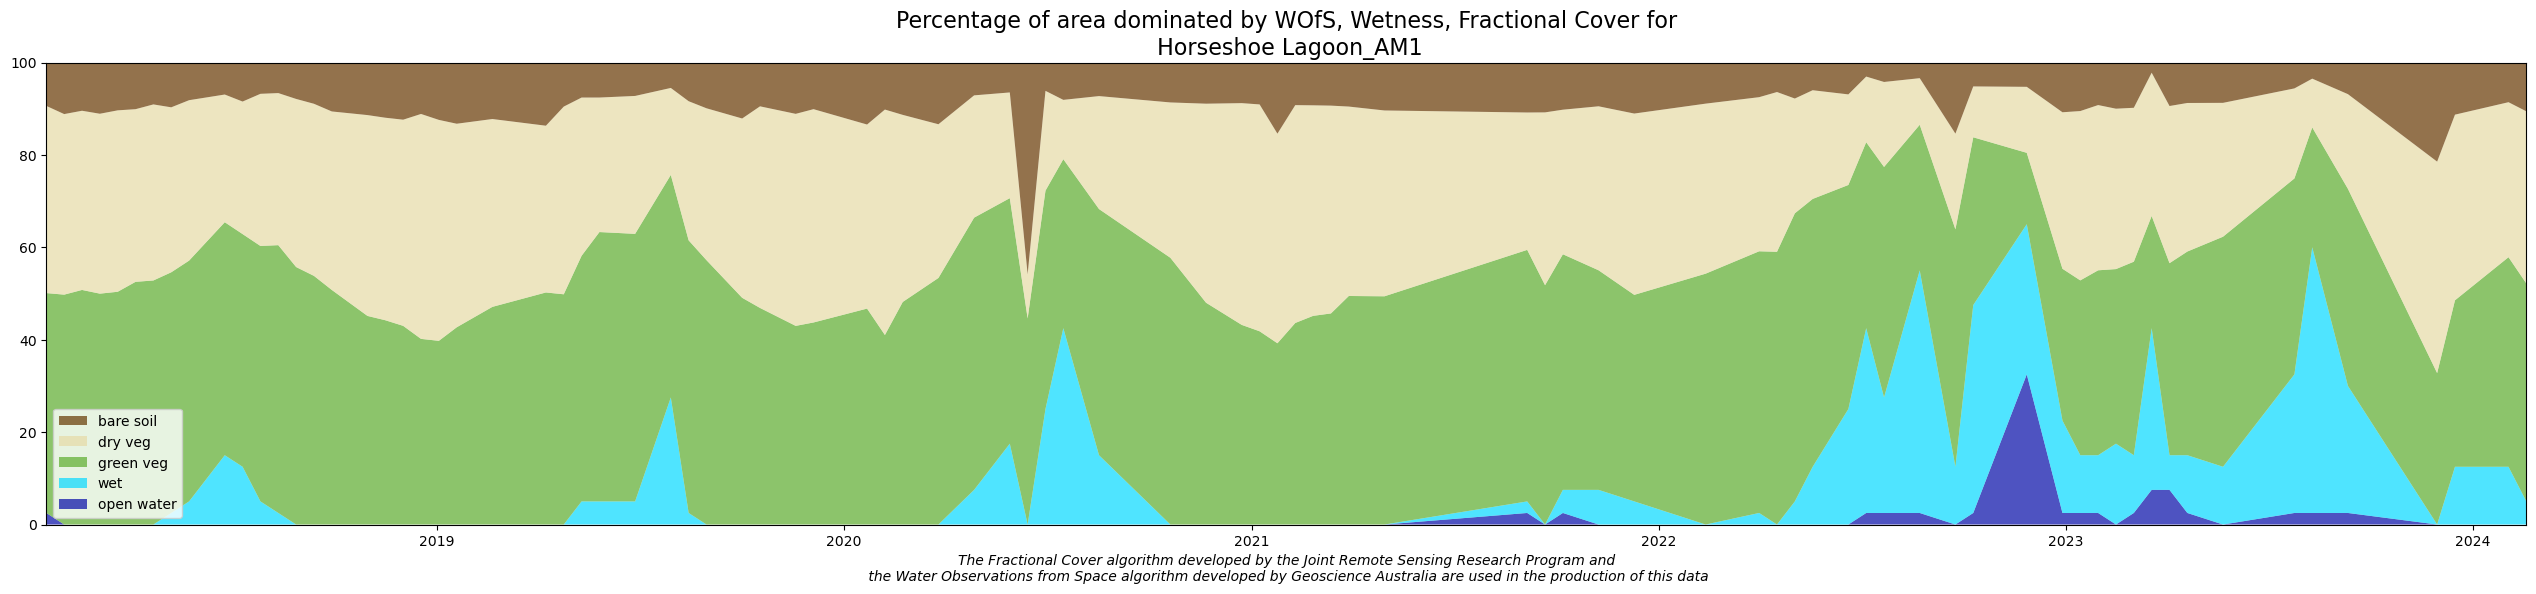 Percentage of area dominated by WOfS, Wetness, Fractional Cover for
Horseshoe Lagoon_AM1
100
80
60
40
20
0
bare soil
dry veg
green veg
wet
open water
2019 2020 2021 2022 2023 2024
The Fractional Cover algorithm developed by the Joint Remote Sensing Research Program and
the Water Observations from Space algorithm developed by Geoscience Australia are used in the production of this data